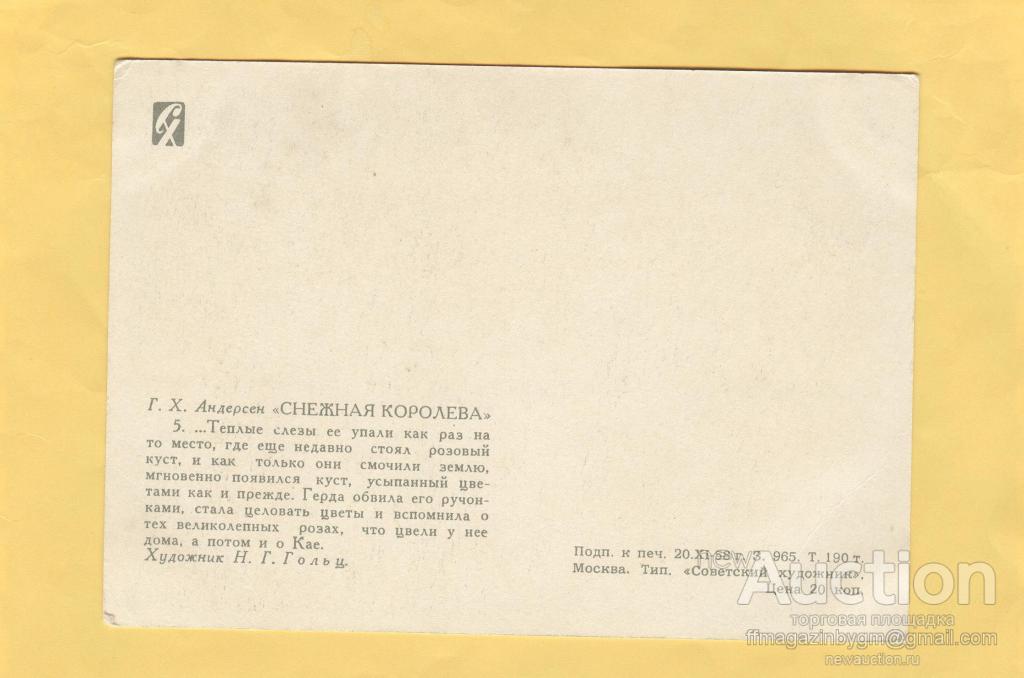 Г. Х. Андерсен «СНЕЖНАЯ КОРОЛЕВА»
5. ...Теплые слезы ее упали как раз на
то место, где еще недавно стоял розовый
куст, и как только они смочили землю,
мгновенно появился куст, усыпанный цве-
тами как и прежде. Герда обвила его ручон-
ками, стала целовать цветы и вспомнила о
тех великолепных розах, что цвели у нее
дома, а потом и о Кае.
Художник Н. Г. Гольц.
Подп. к печ. 20.XI-58 г. З. 965. Т. 190 т.
Москва. Тип. «Советский художник».
Цена 20 коп.
new Auction
торговая площадка
ffmagazinbygm@gmail.com
newauction.ru